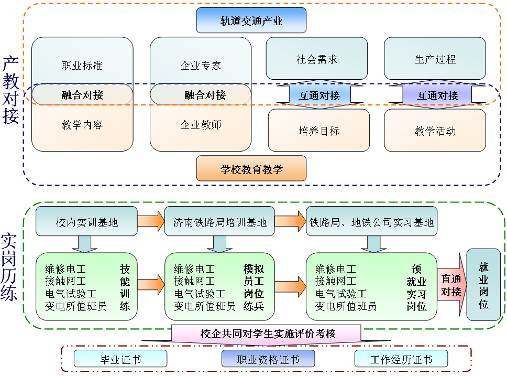 产教对接
轨道交通产业
职业标准
企业专家
社会需求
生产过程
融合对接
融合对接
互通对接
互通对接
教学内容
企业教师
培养目标
教学活动
学校教育教学
实岗历练
校内实训基地
济南铁路局培训基地
铁路局、地铁公司实习基地
维修电工 技
接触网工 能
电气试验工 训
变电所值班员 练
维修电工 模拟
接触网工 员工
电气试验工 岗位
变电所值班员 练兵
维修电工 预
接触网工 就业
电气试验工 实习
变电所值班员 岗位
直通
对接
就业岗位
校企共同对学生实施评价考核
毕业证书
职业资格证书
工作经历证书